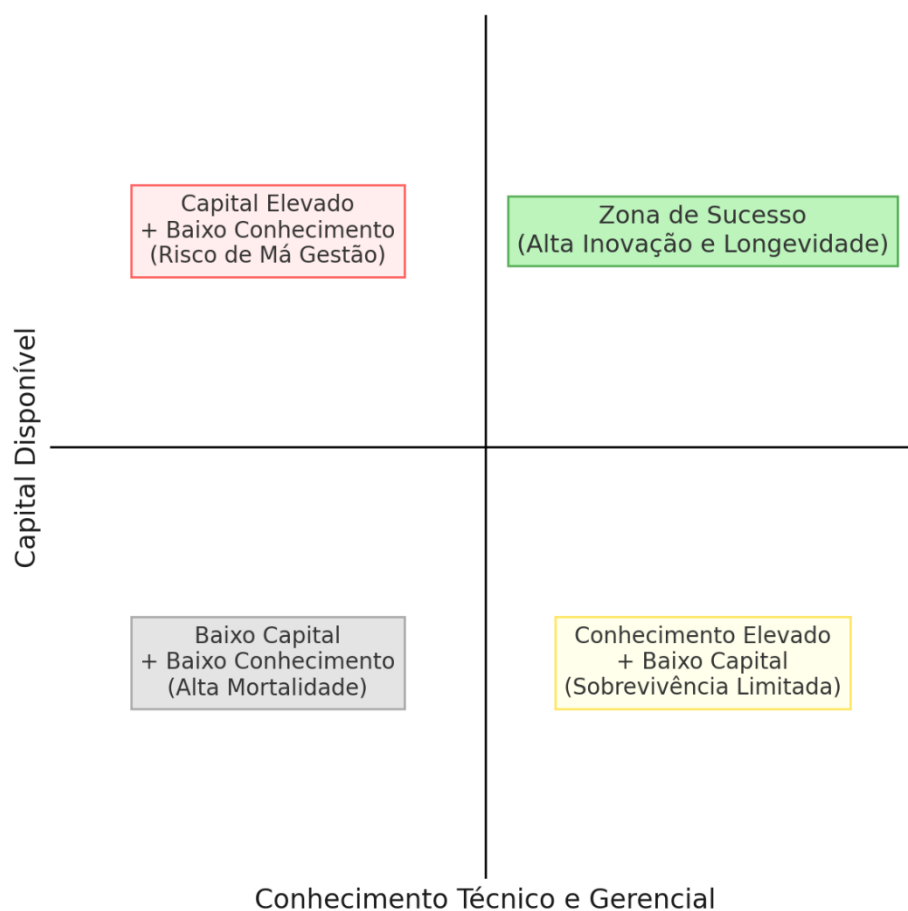 Capital Elevado
+ Baixo Conhecimento
(Risco de Má Gestão)
Zona de Sucesso
(Alta Inovação e Longevidade)
Capital Disponível
Baixo Capital
+ Baixo Conhecimento
(Alta Mortalidade)
Conhecimento Elevado
+ Baixo Capital
(Sobrevivência Limitada)
Conhecimento Técnico e Gerencial